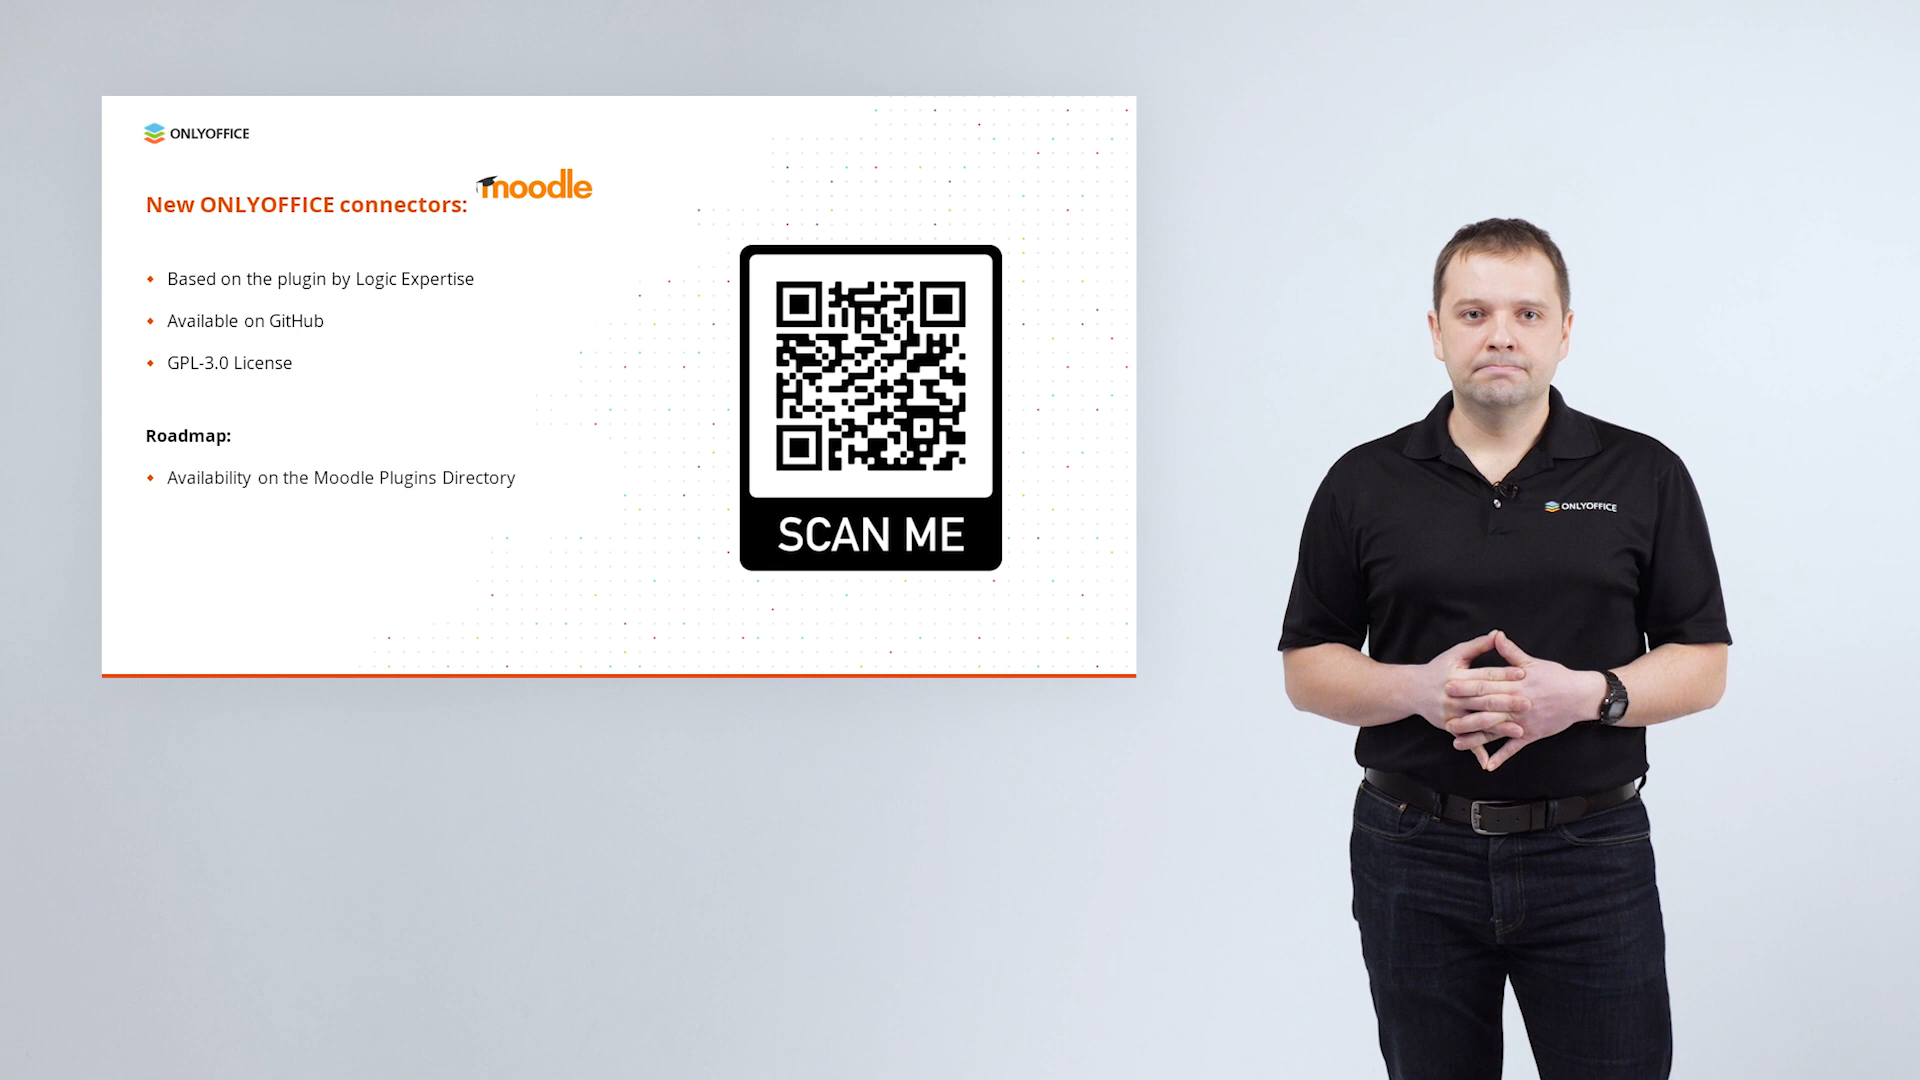 ONLYOFFICE
moodle
New ONLYOFFICE connectors:
Based on the plugin by Logic Expertise
Available on GitHub
GPL-3.0 License
Roadmap:
Availability on the Moodle Plugins Directory
SCAN ME
ONLYOFFICE